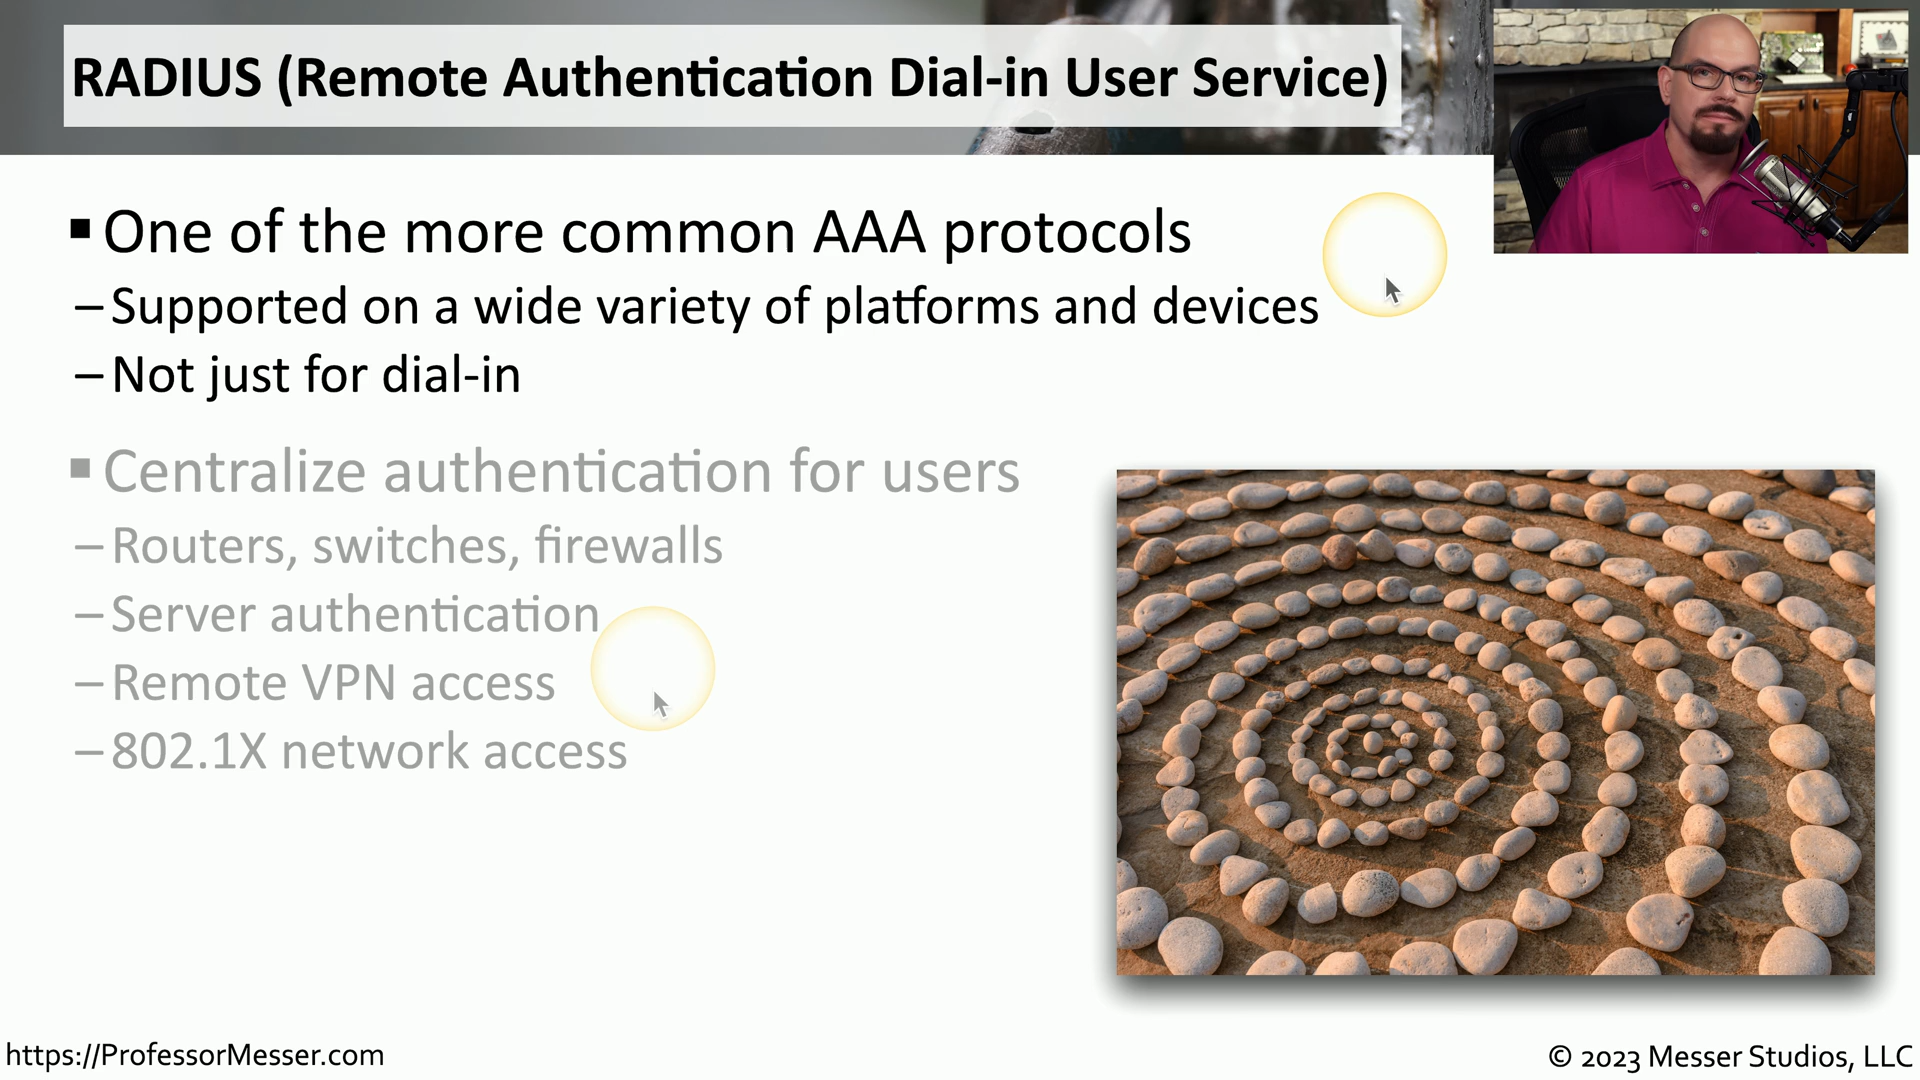 RADIUS (Remote Authentication Dial-in User Service)
▪ One of the more common AAA protocols
– Supported on a wide variety of platforms and devices
– Not just for dial-in
▪ Centralize authentication for users
– Routers, switches, firewalls
– Server authentication
– Remote VPN access
– 802.1X network access
https://ProfessorMesser.com
© 2023 Messer Studios, LLC